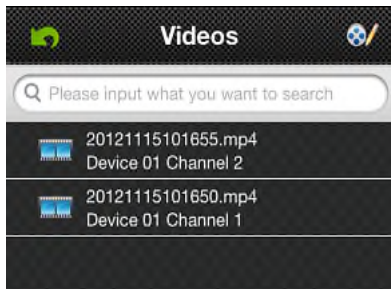 Videos
Please input what you want to search
20121115101655.mp4
Device 01 Channel 2
20121115101650.mp4
Device 01 Channel 1